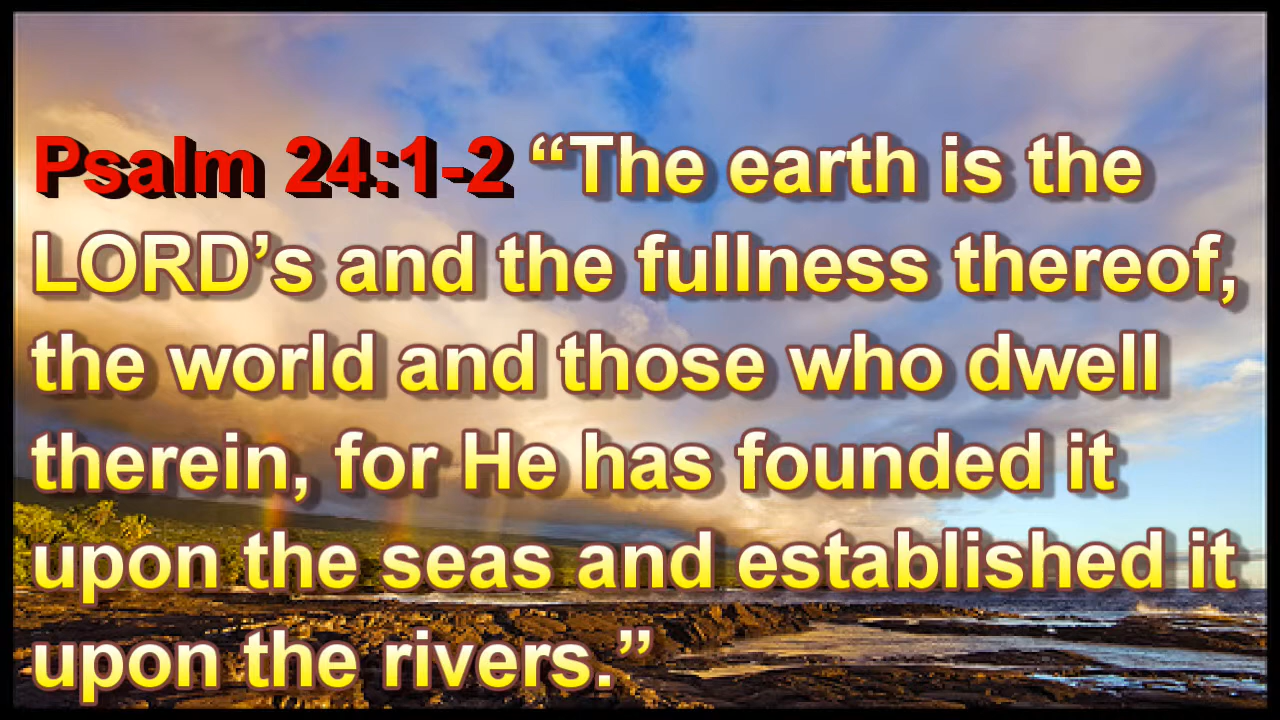 Psalm 24:1-2 “The earth is the
LORD’s and the fullness thereof,
the world and those who dwell
therein, for He has founded it
upon the seas and established it
upon the rivers.”